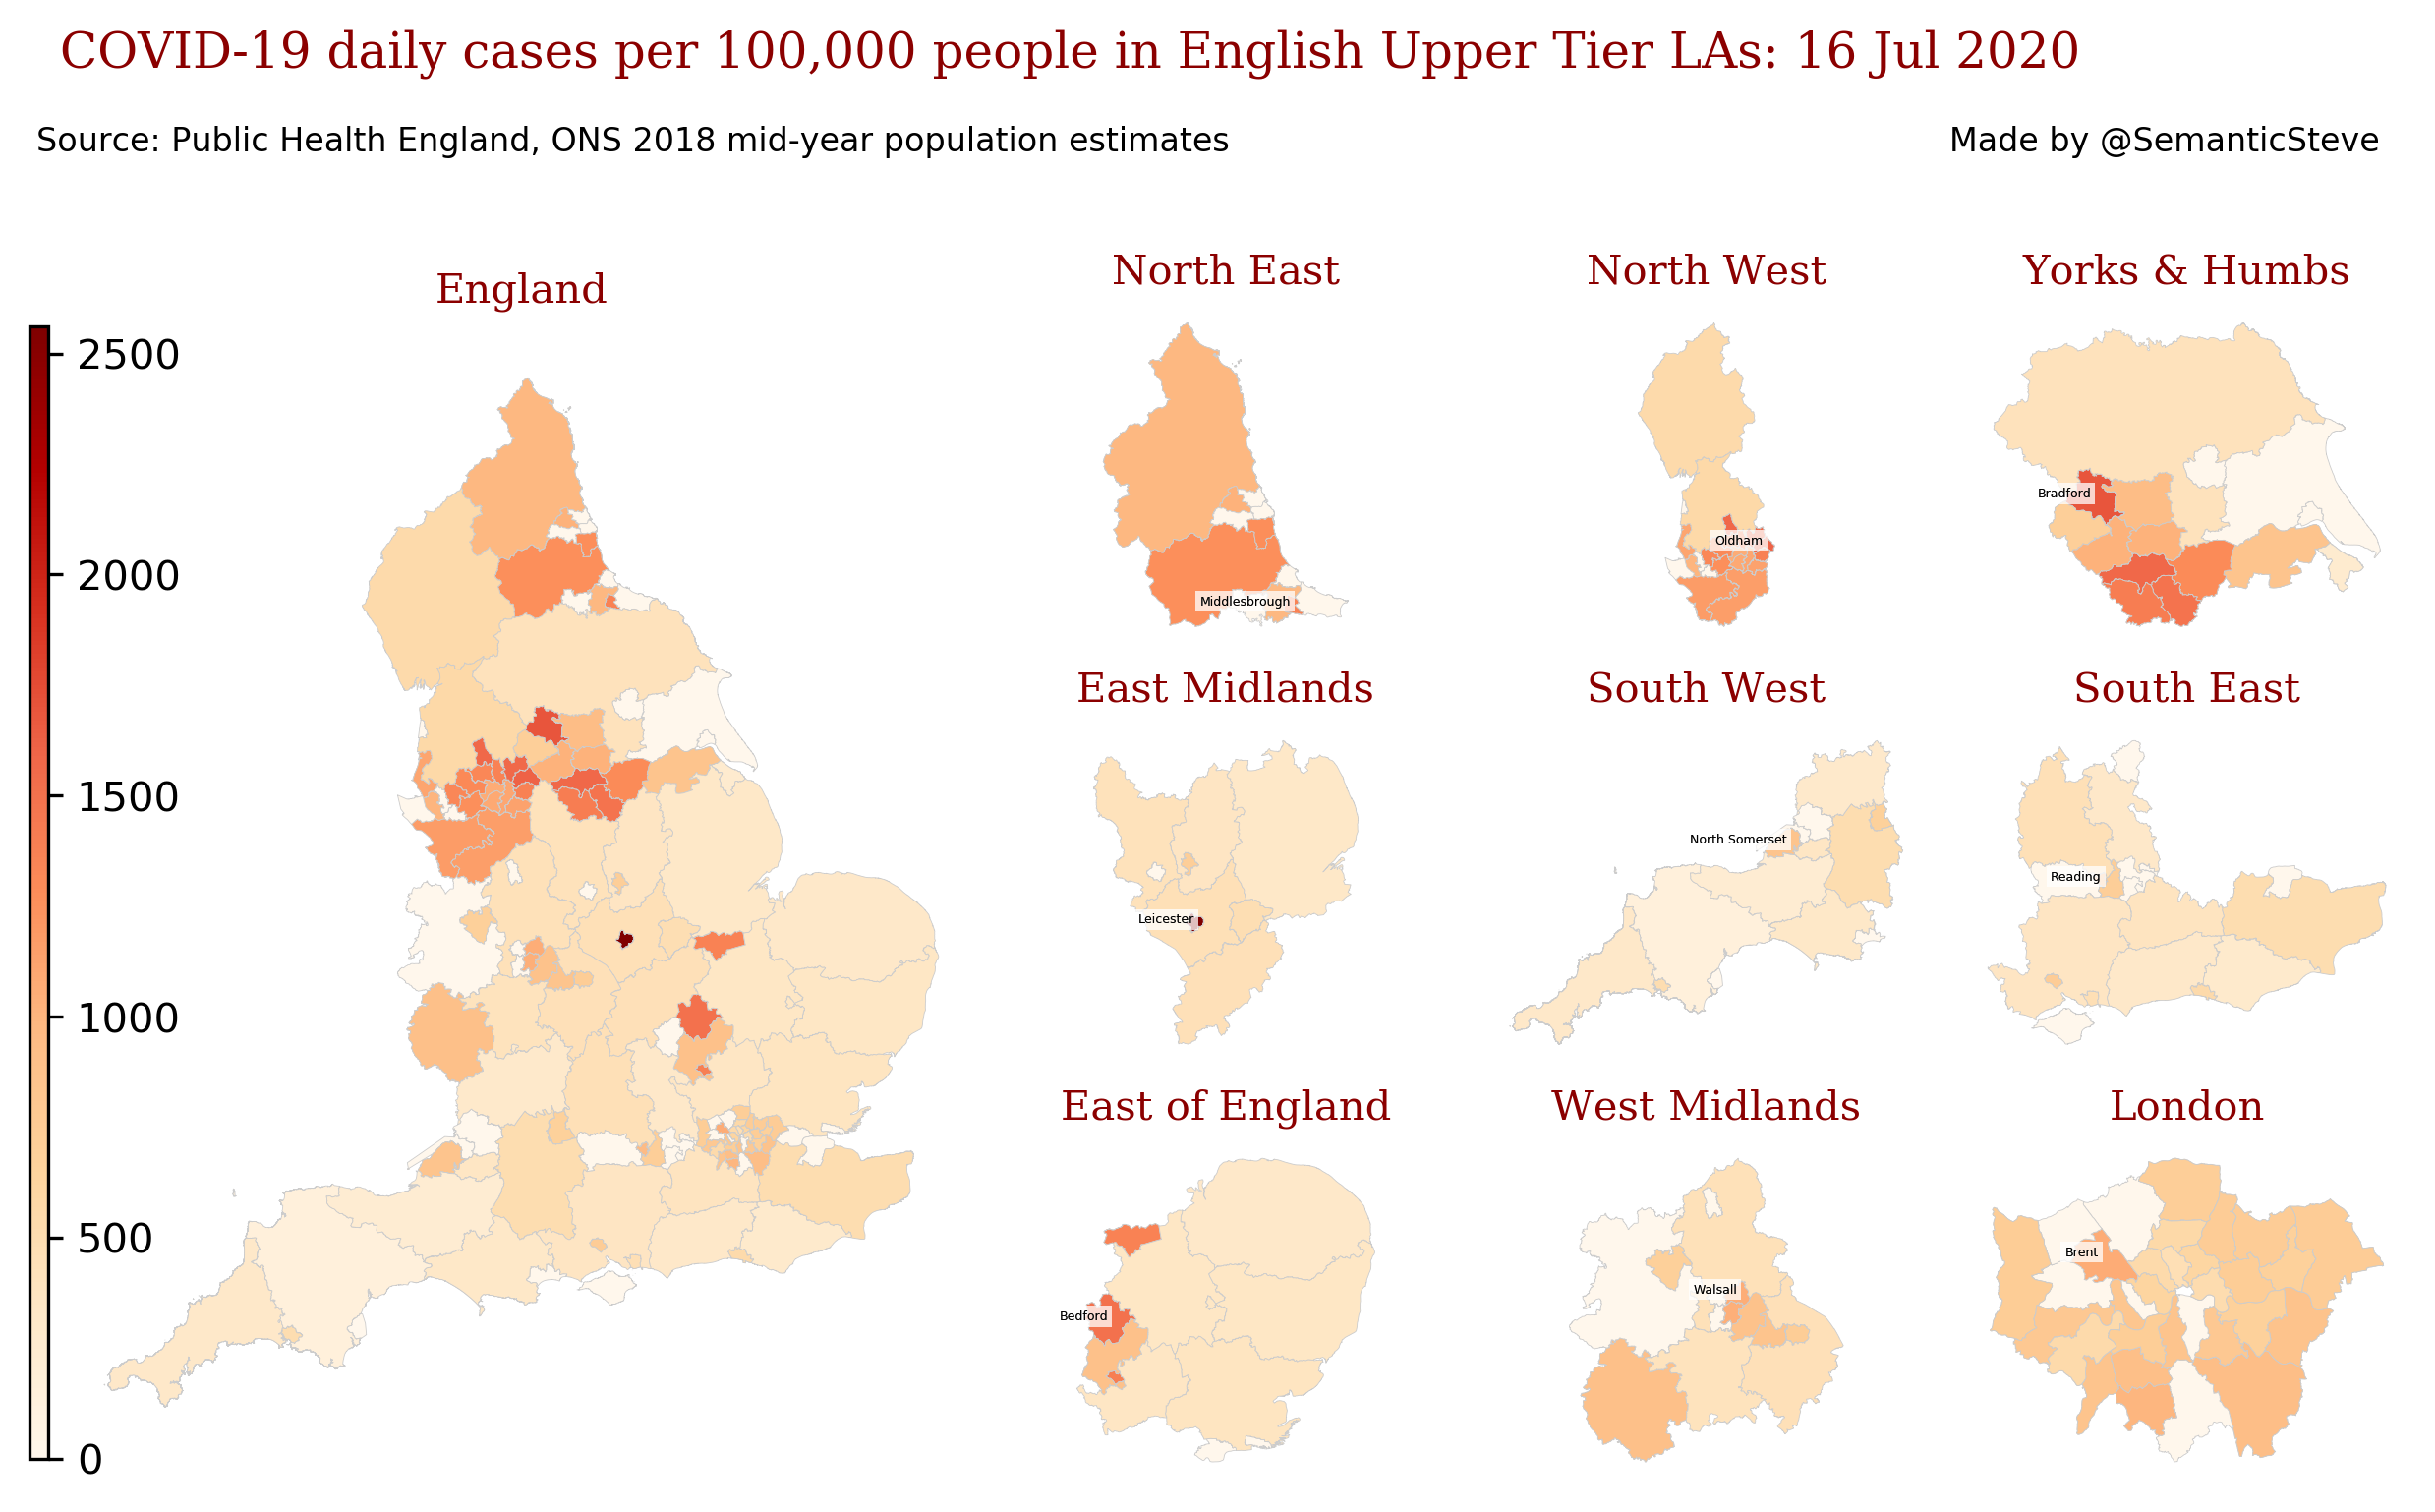 COVID-19 daily cases per 100,000 people in English Upper Tier LAs: 16 Jul 2020
Source: Public Health England, ONS 2018 mid-year population estimates
Made by @SemanticSteve
England
2500
2000
1500
1000
500
0
North East
Middlesbrough
North West
Oldham
Yorks & Humbs
Bradford
East Midlands
Leicester
South West
North Somerset
South East
Reading
East of England
Bedford
West Midlands
Walsall
London
Brent